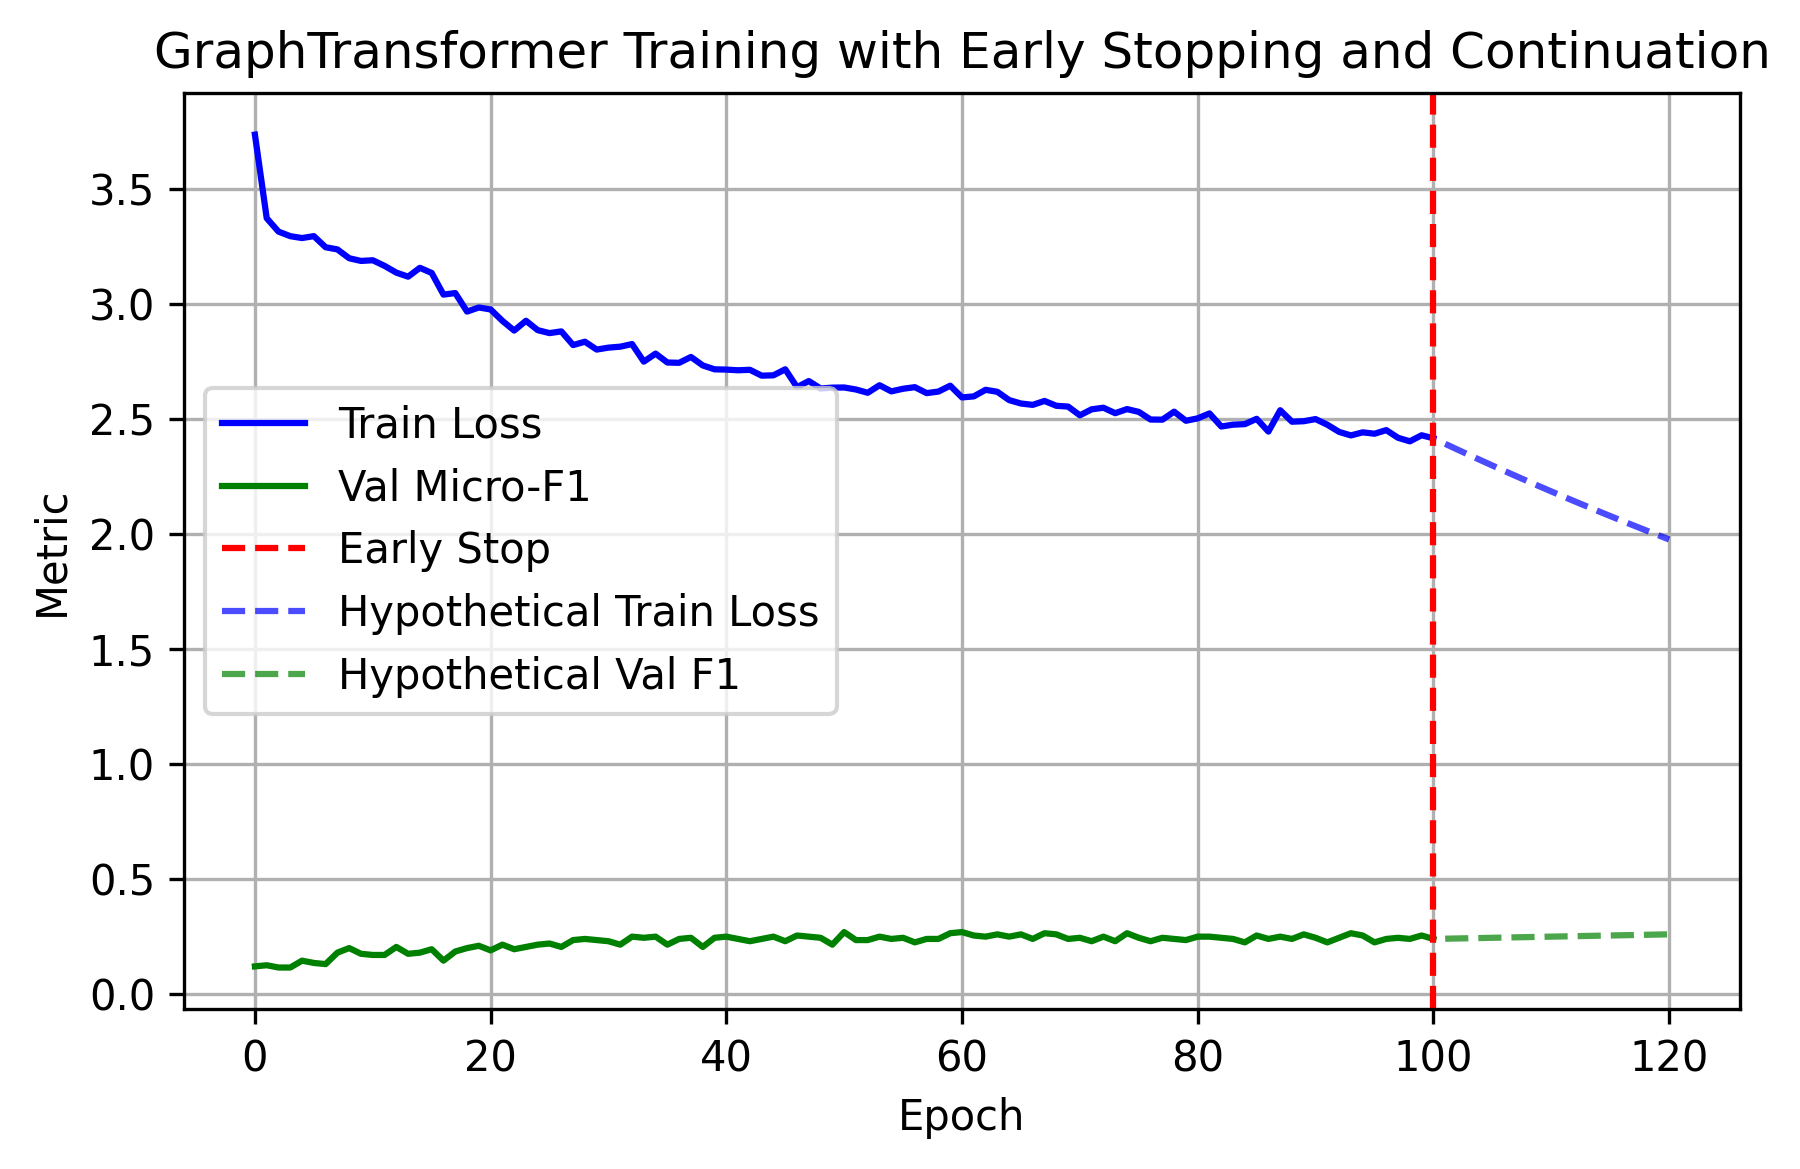 GraphTransformer Training with Early Stopping and Continuation
Metric
3.5
3.0
2.5
2.0
1.5
1.0
0.5
0.0
Train Loss
Val Micro-F1
Early Stop
Hypothetical Train Loss
Hypothetical Val F1
0 20 40 60 80 100 120
Epoch